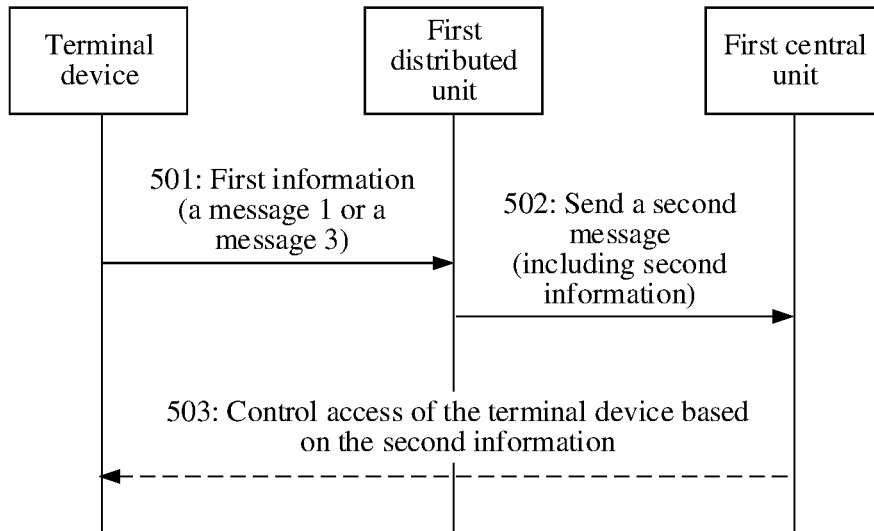 Terminal
device
First
distributed
unit
First central
unit
501: First information
(a message 1 or a
message 3)
502: Send a second
message
(including second
information)
503: Control access of the terminal device based
on the second information